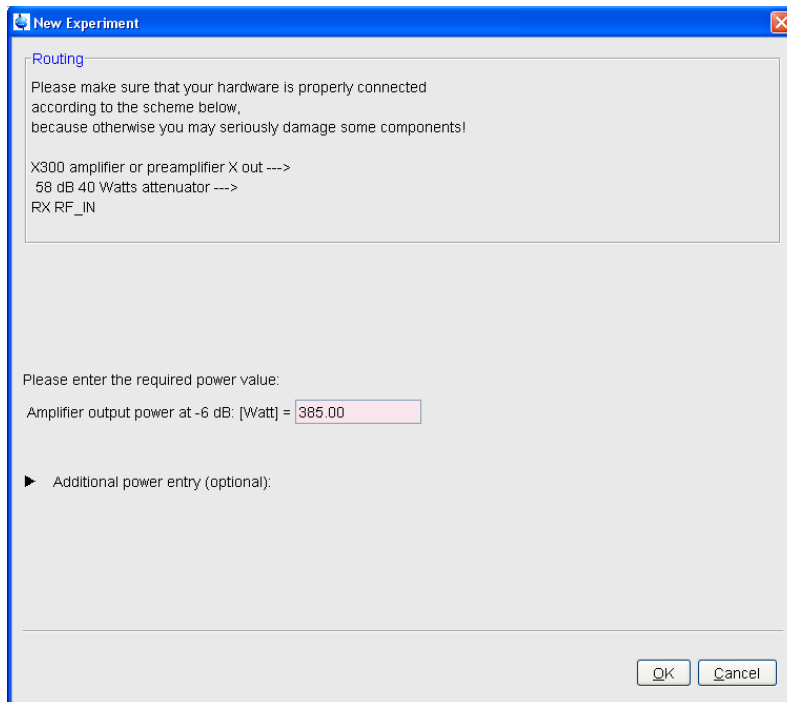 New Experiment
Routing
Please make sure that your hardware is properly connected
according to the scheme below,
because otherwise you may seriously damage some components!
X300 amplifier or preamplifier X out --->
58 dB 40 Watts attenuator --->
RX RF_IN
Please enter the required power value:
Amplifier output power at -6 dB: [Watt] = 385.00
Additional power entry (optional):
OK Cancel